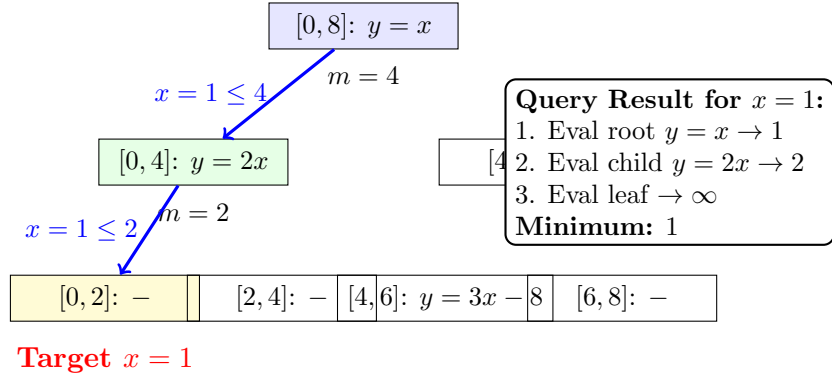 [0, 8]: y = x
m = 4
x = 1 ≤ 4
Query Result for x = 1:
1. Eval root y = x → 1
2. Eval child y = 2x → 2
3. Eval leaf → ∞
Minimum: 1
[0, 4]: y = 2x
[4
m = 2
x = 1 ≤ 2
[0, 2]: −
[2, 4]: −
[4, 6]: y = 3x − 8
[6, 8]: −
Target x = 1